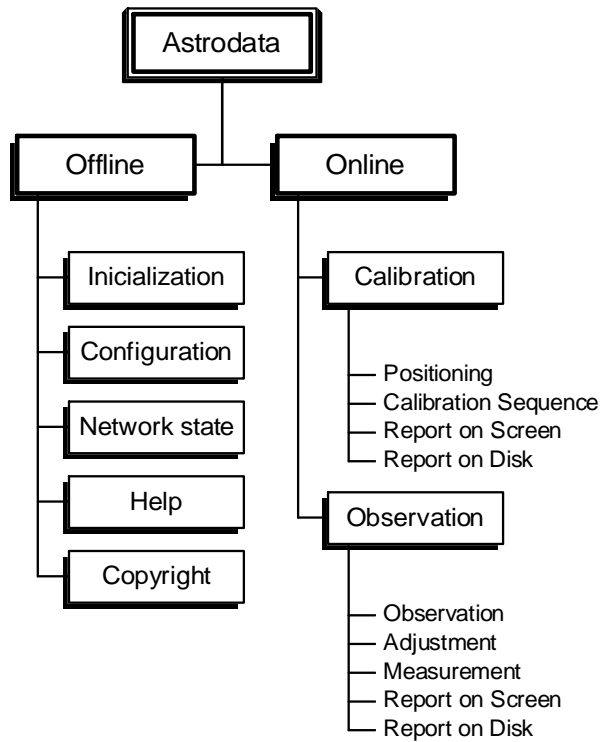 Astrodata
Offline
Online
Inicialization
Configuration
Network state
Help
Copyright
Calibration
Positioning
Calibration Sequence
Report on Screen
Report on Disk
Observation
Observation
Adjustment
Measurement
Report on Screen
Report on Disk